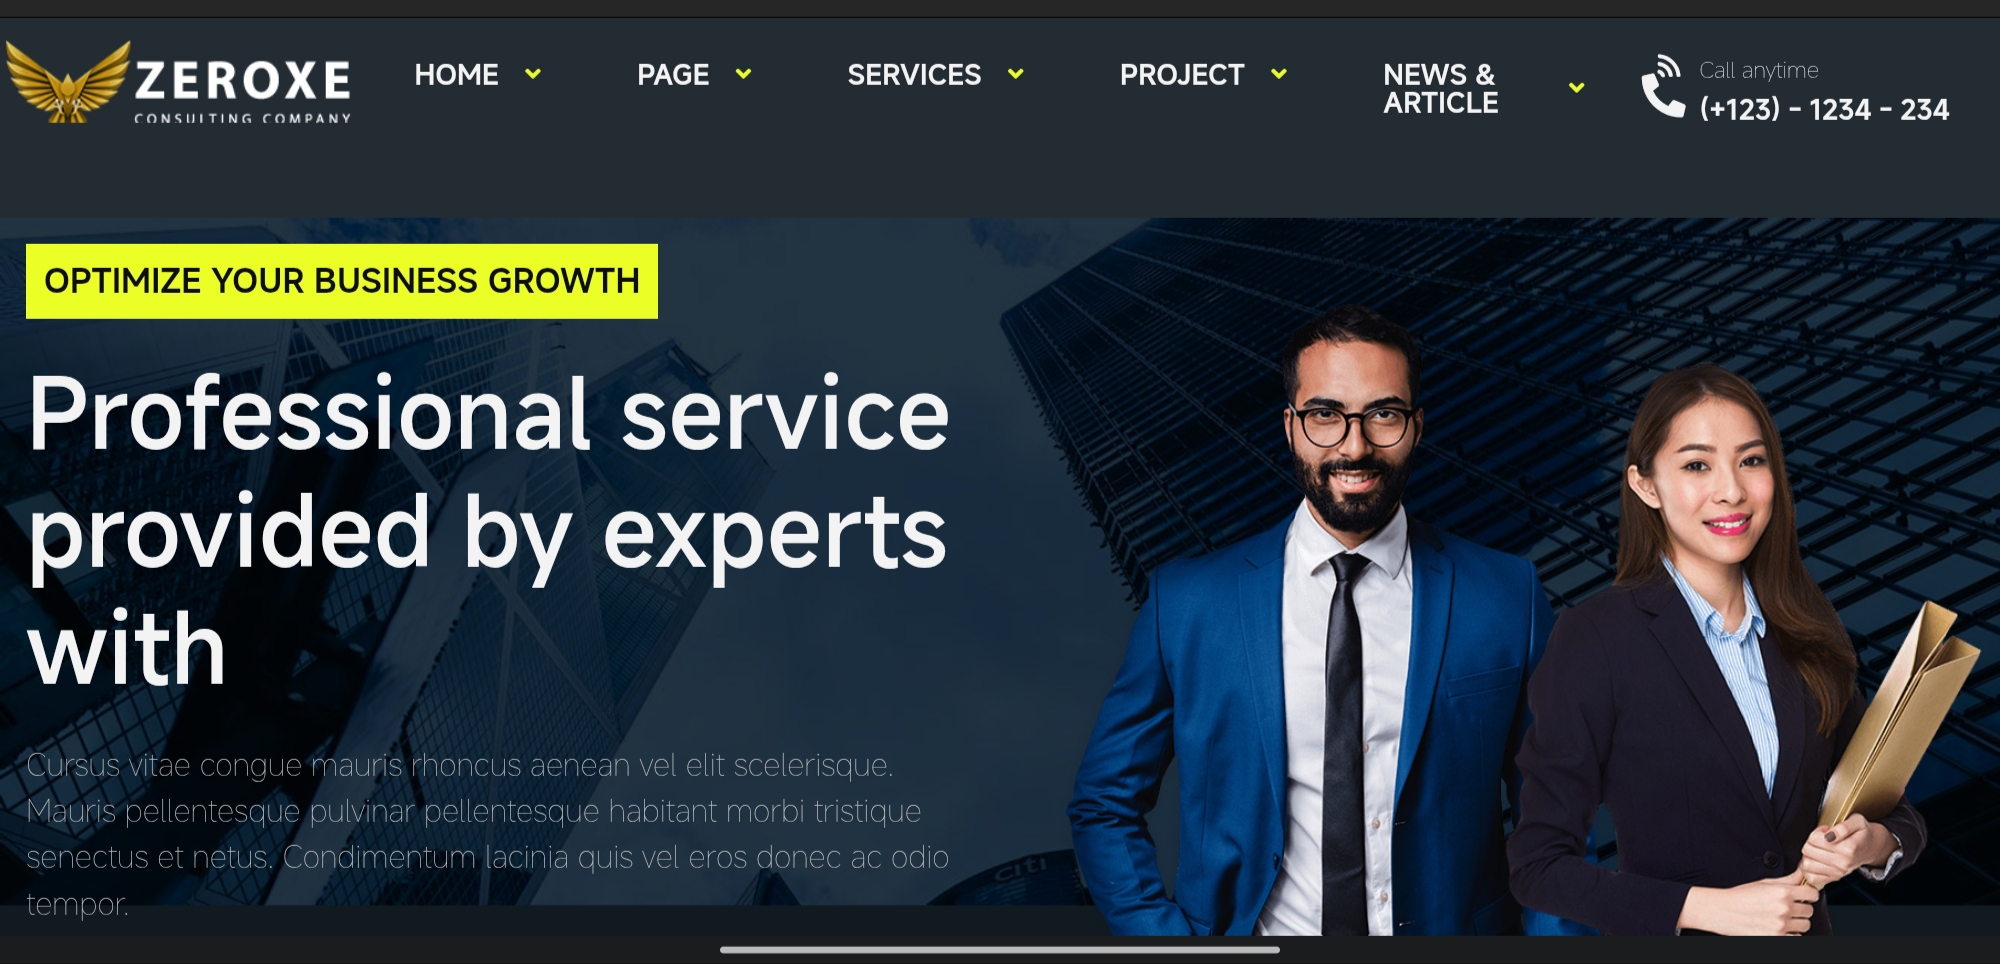 ZEROXE
CONSULTING COMPANY
HOME
PAGE
SERVICES
PROJECT
NEWS &
ARTICLE
Call anytime
(+123) - 1234 - 234
OPTIMIZE YOUR BUSINESS GROWTH
Professional service
provided by experts
with
Cursus vitae congue mauris rhoncus aenean vel elit scelerisque.
Mauris pellentesque pulvinar pellentesque habitant morbi tristique
senectus et netus. Condimentum lacinia quis vel eros donec ac odio
tempor.
citi